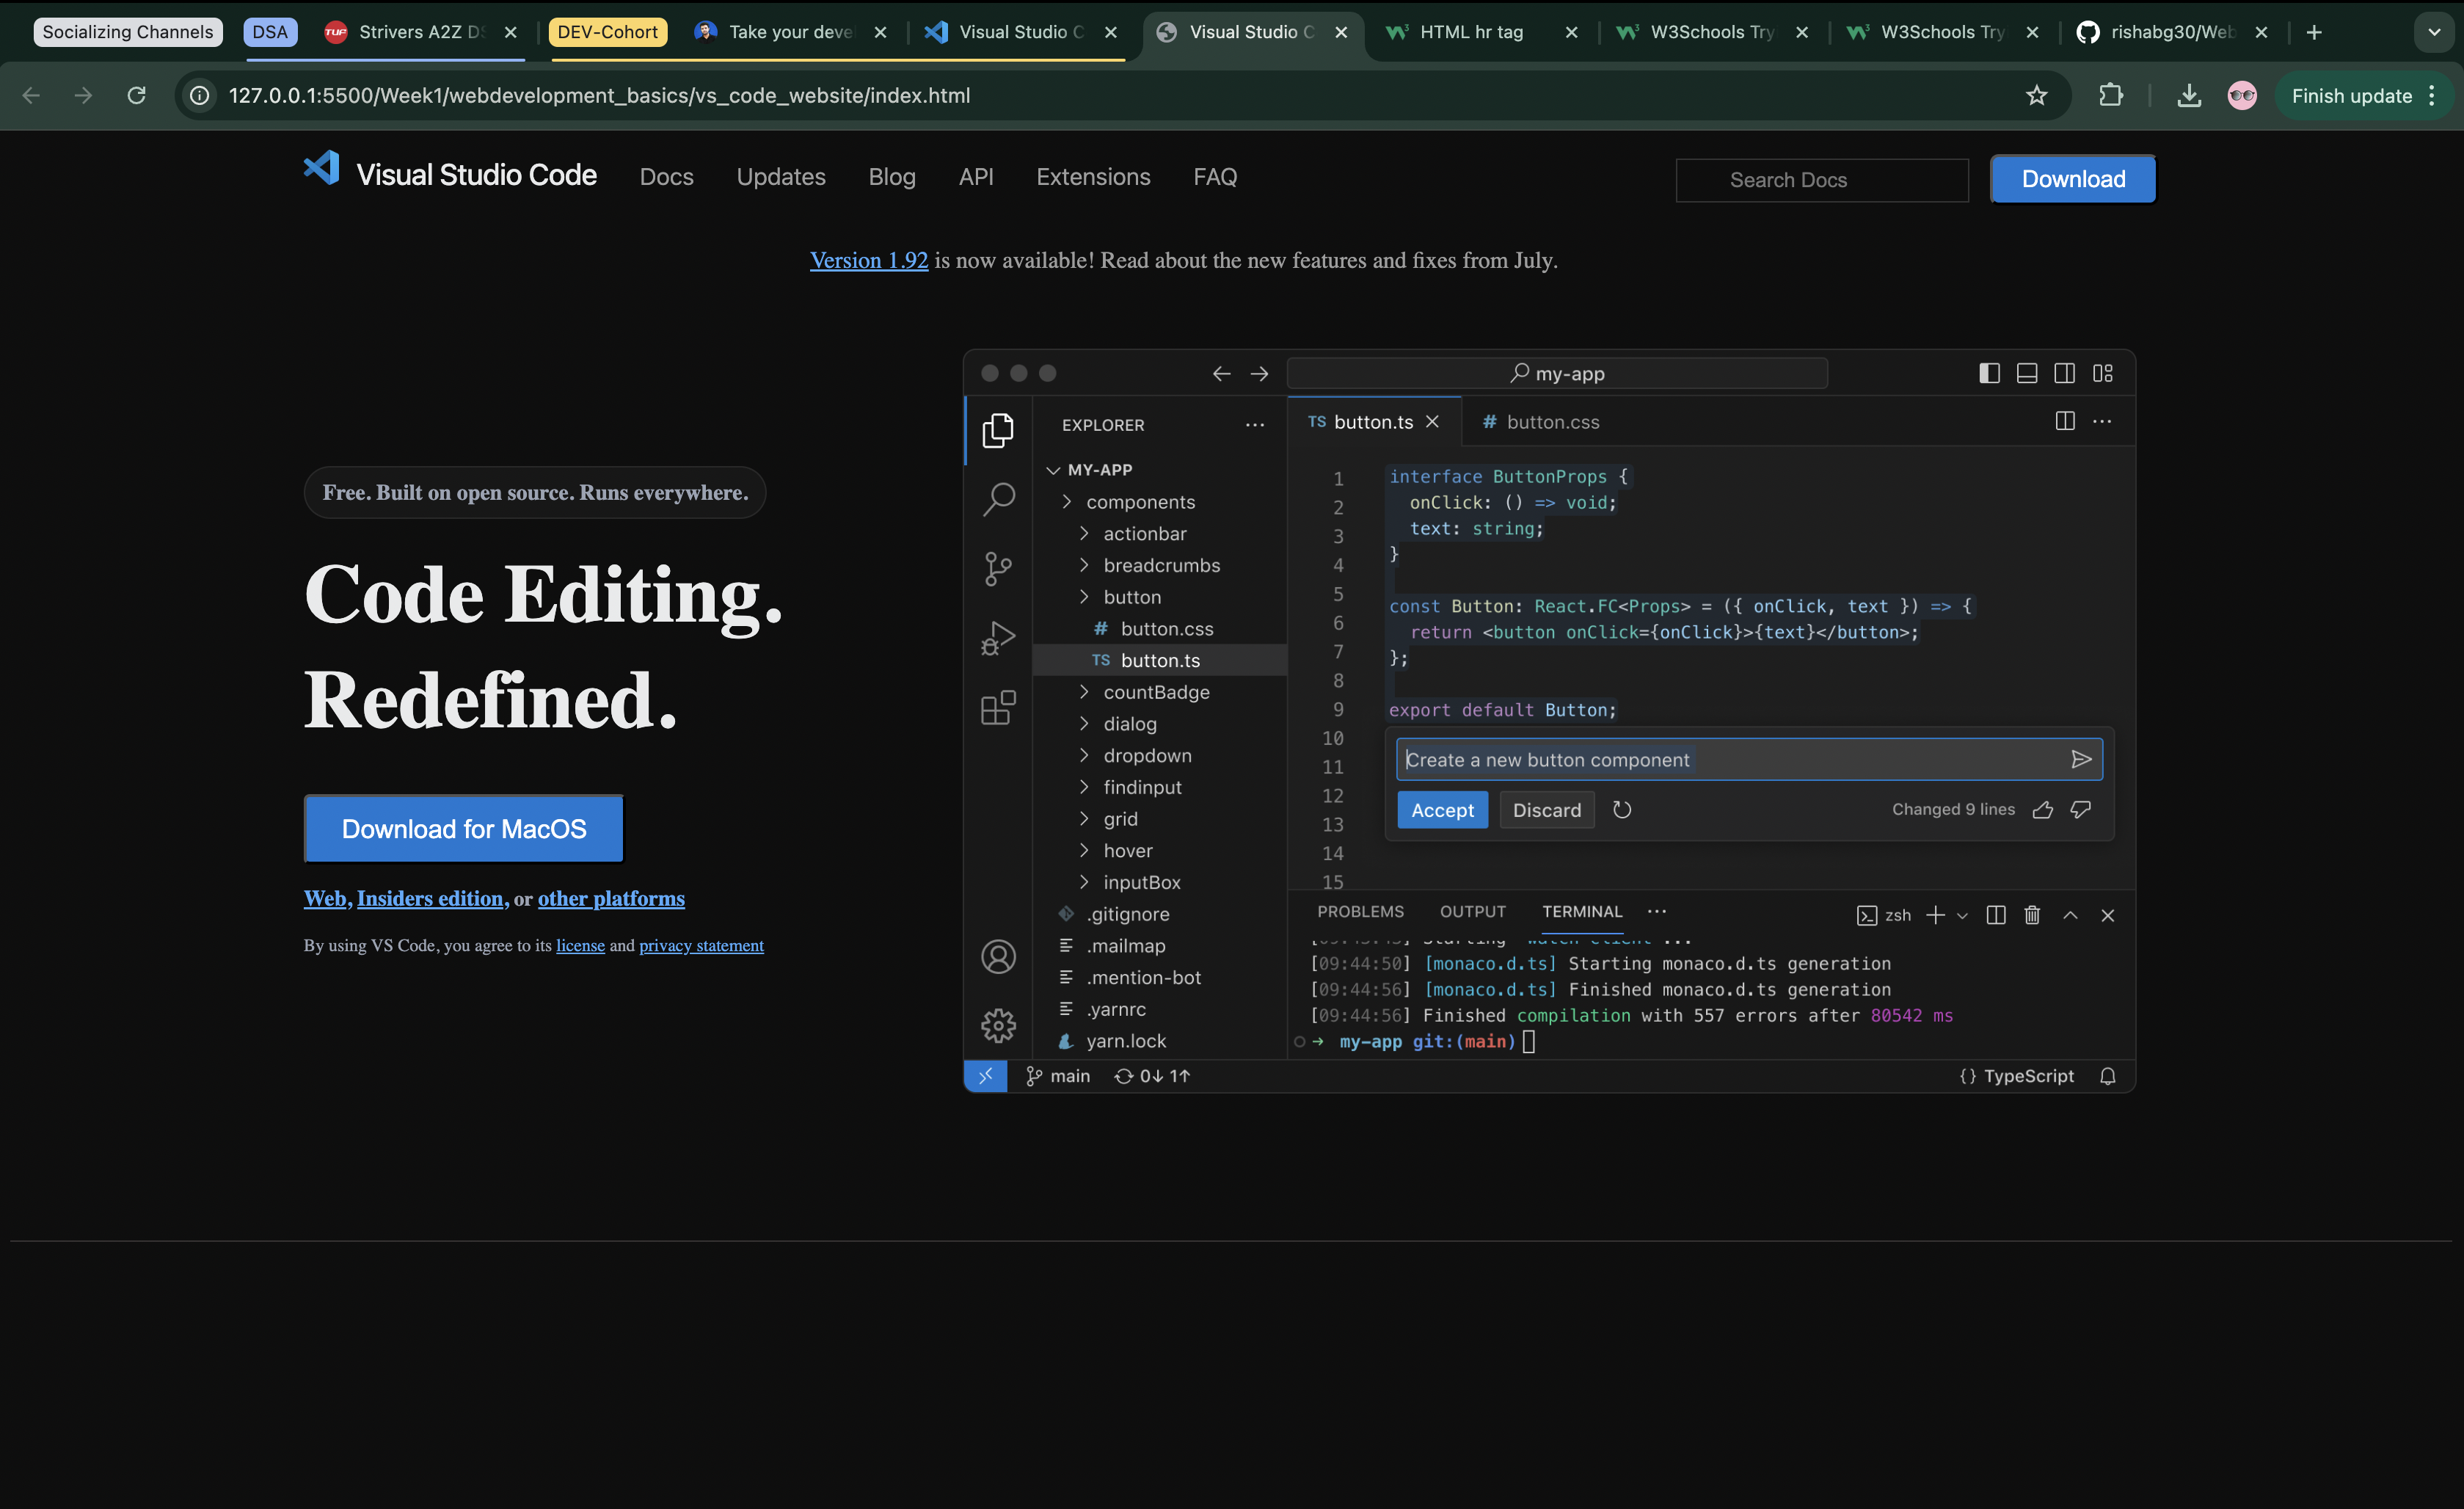 Socializing Channels DSA TUF Strivers A2Z DS DEV-Cohort Take your deve Visual Studio C Visual Studio C HTML hr tag W3Schools Try W3Schools Try rishabg30/Web
127.0.0.1:5500/Week1/webdevelopment_basics/vs_code_website/index.html Finish update
Visual Studio Code Docs Updates Blog API Extensions FAQ Search Docs Download
Version 1.92 is now available! Read about the new features and fixes from July.
Free. Built on open source. Runs everywhere.
Code Editing.
Redefined.
Download for MacOS
Web, Insiders edition, or other platforms
By using VS Code, you agree to its license and privacy statement
my-app
EXPLORER
MY-APP
components
actionbar
breadcrumbs
button
# button.css
TS button.ts
countBadge
dialog
dropdown
findinput
grid
hover
inputBox
.gitignore
.mailmap
.mention-bot
.yarnrc
yarn.lock
TS button.ts # button.css
1 interface ButtonProps {
2 onClick: () => void;
3 text: string;
4 }
5
6 const Button: React.FC<Props> = ({ onClick, text }) => {
7 return <button onClick={onClick}>{text}</button>;
8 };
9 export default Button;
10
11 Create a new button component
12
13 Accept Discard Changed 9 lines
14
15
PROBLEMS OUTPUT TERMINAL zsh
[09:44:50] [monaco.d.ts] Starting monaco.d.ts generation
[09:44:56] [monaco.d.ts] Finished monaco.d.ts generation
[09:44:56] Finished compilation with 557 errors after 80542 ms
my-app git:(main)
main 0↓ 1↑ {} TypeScript